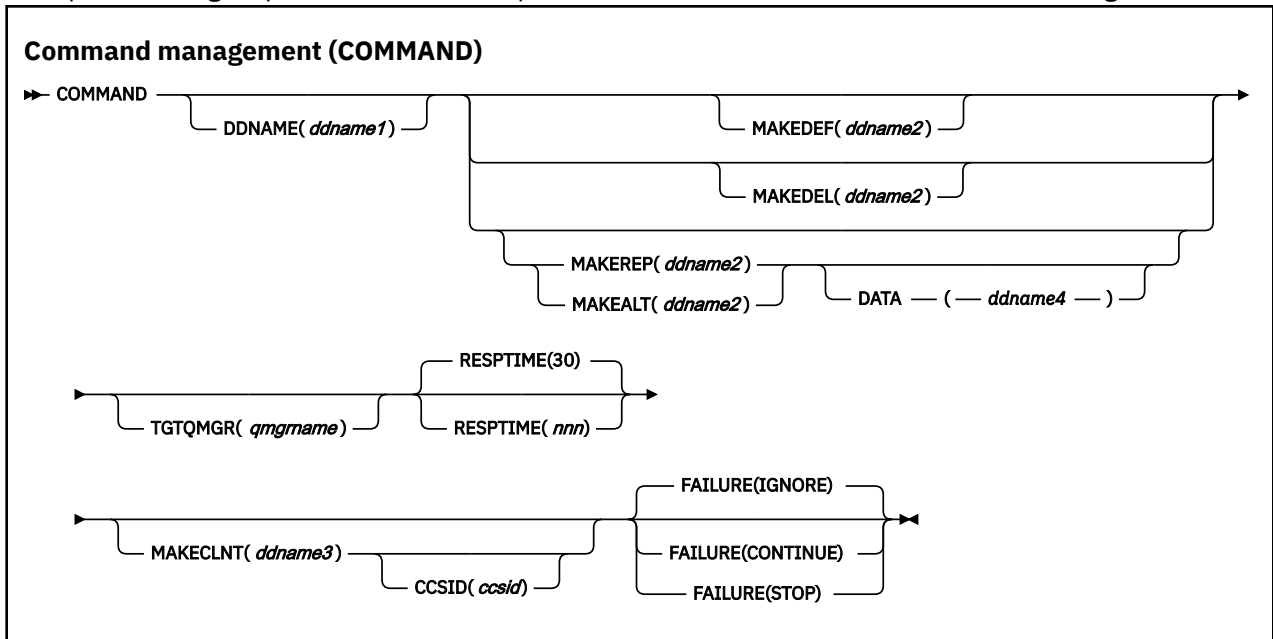 Command management (COMMAND)
COMMAND
DDNAME( ddname1 )
MAKEDEF( ddname2 )
MAKEDEL( ddname2 )
MAKEREP( ddname2 )
MAKEALT( ddname2 )
DATA ( ddname4 )
RESPTIME(30)
TGTQMGR( qmgrname )
RESPTIME( nnn)
FAILURE(IGNORE)
MAKECLNT( ddname3 )
FAILURE(CONTINUE)
CCSID( ccsid )
FAILURE(STOP)